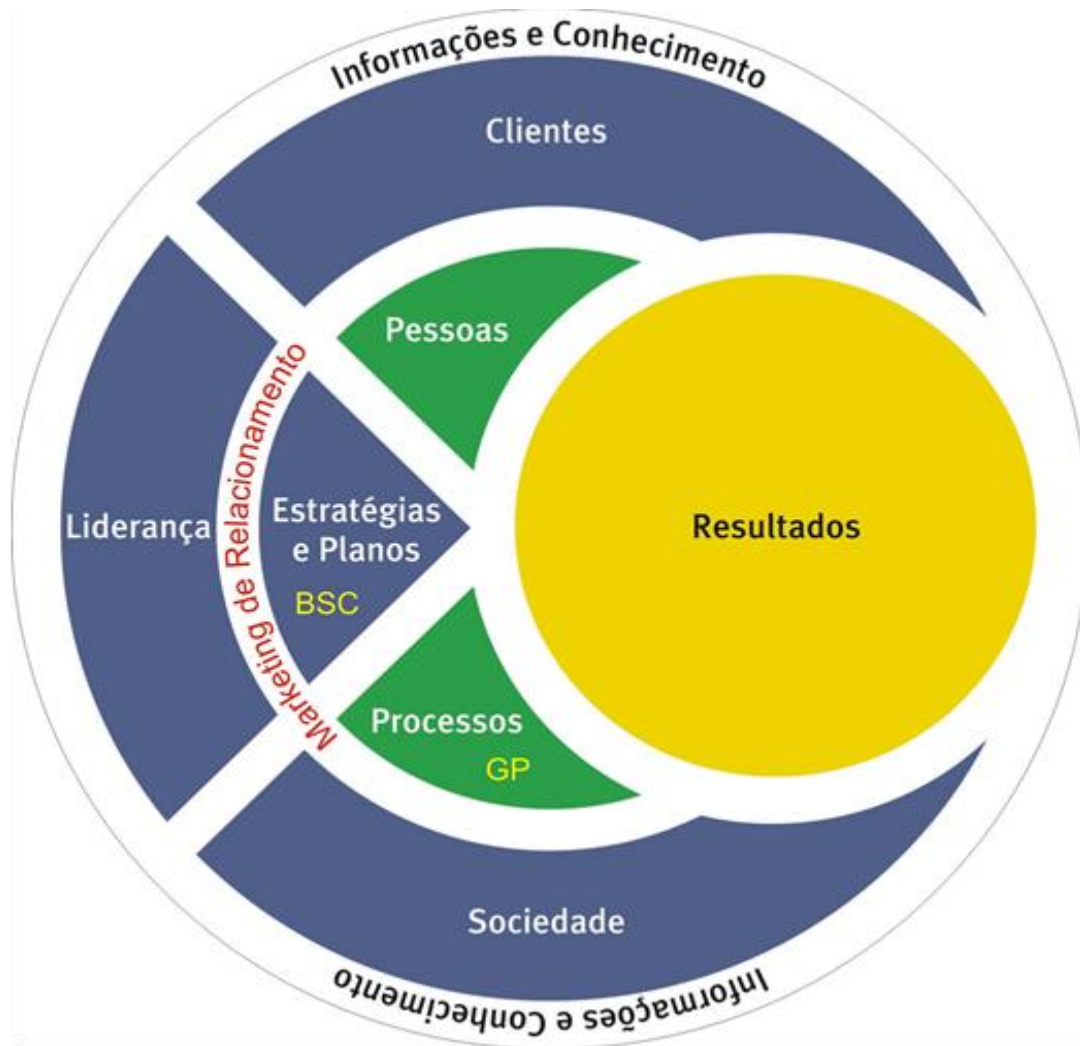 Informações e Conhecimento
Clientes
Pessoas
Marketing de Relacionamento
Liderança
Estratégias
e Planos
BSC
Resultados
Processos
GP
Sociedade
Informações e Conhecimento